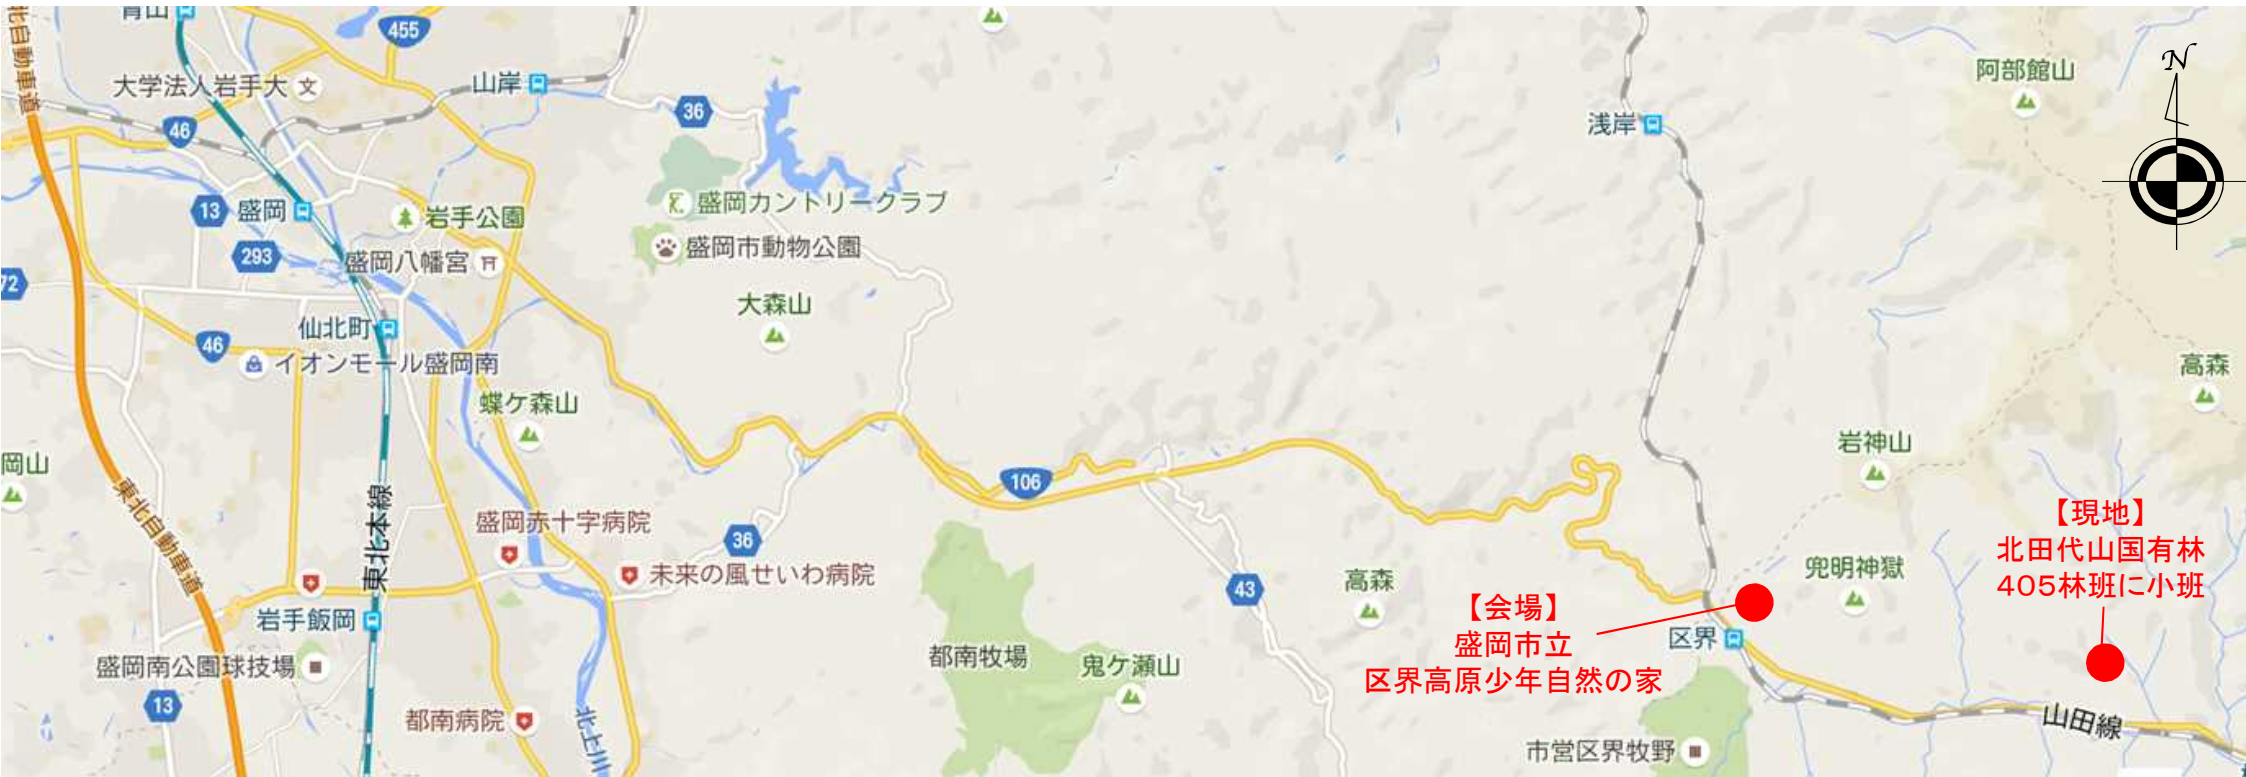 青山
455
大学法人岩手大
文
山岸
46
36
13
盛岡
岩手公園
盛岡カントリークラブ
盛岡市動物公園
293
盛岡八幡宮
72
大森山
仙北町
46
イオンモール盛岡南
蝶ケ森山
岡山
東北自動車道
東北本線
盛岡赤十字病院
36
未来の風せいわ病院
岩手飯岡
盛岡南公園球技場
13
都南病院
北上川
106
43
都南牧場
鬼ケ瀬山
高森
浅岸
阿部館山
N
高森
岩神山
兜明神獄
【会場】
盛岡市立
区界高原少年自然の家
区界
市営区界牧野
【現地】
北田代山国有林
405林班に小班
山田線
北自動車道